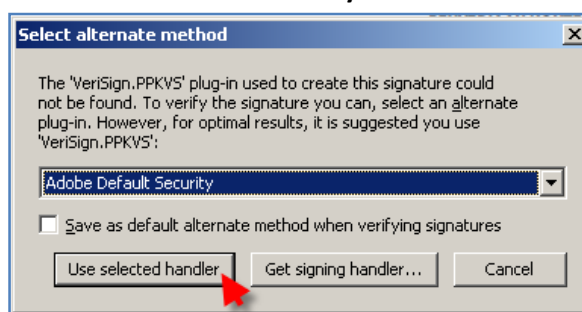 Select alternate method
The 'VeriSign.PPKVS' plug-in used to create this signature could
not be found. To verify the signature you can, select an alternate
plug-in. However, for optimal results, it is suggested you use
'VeriSign.PPKVS':
Adobe Default Security
Save as default alternate method when verifying signatures
Use selected handler
Get signing handler...
Cancel